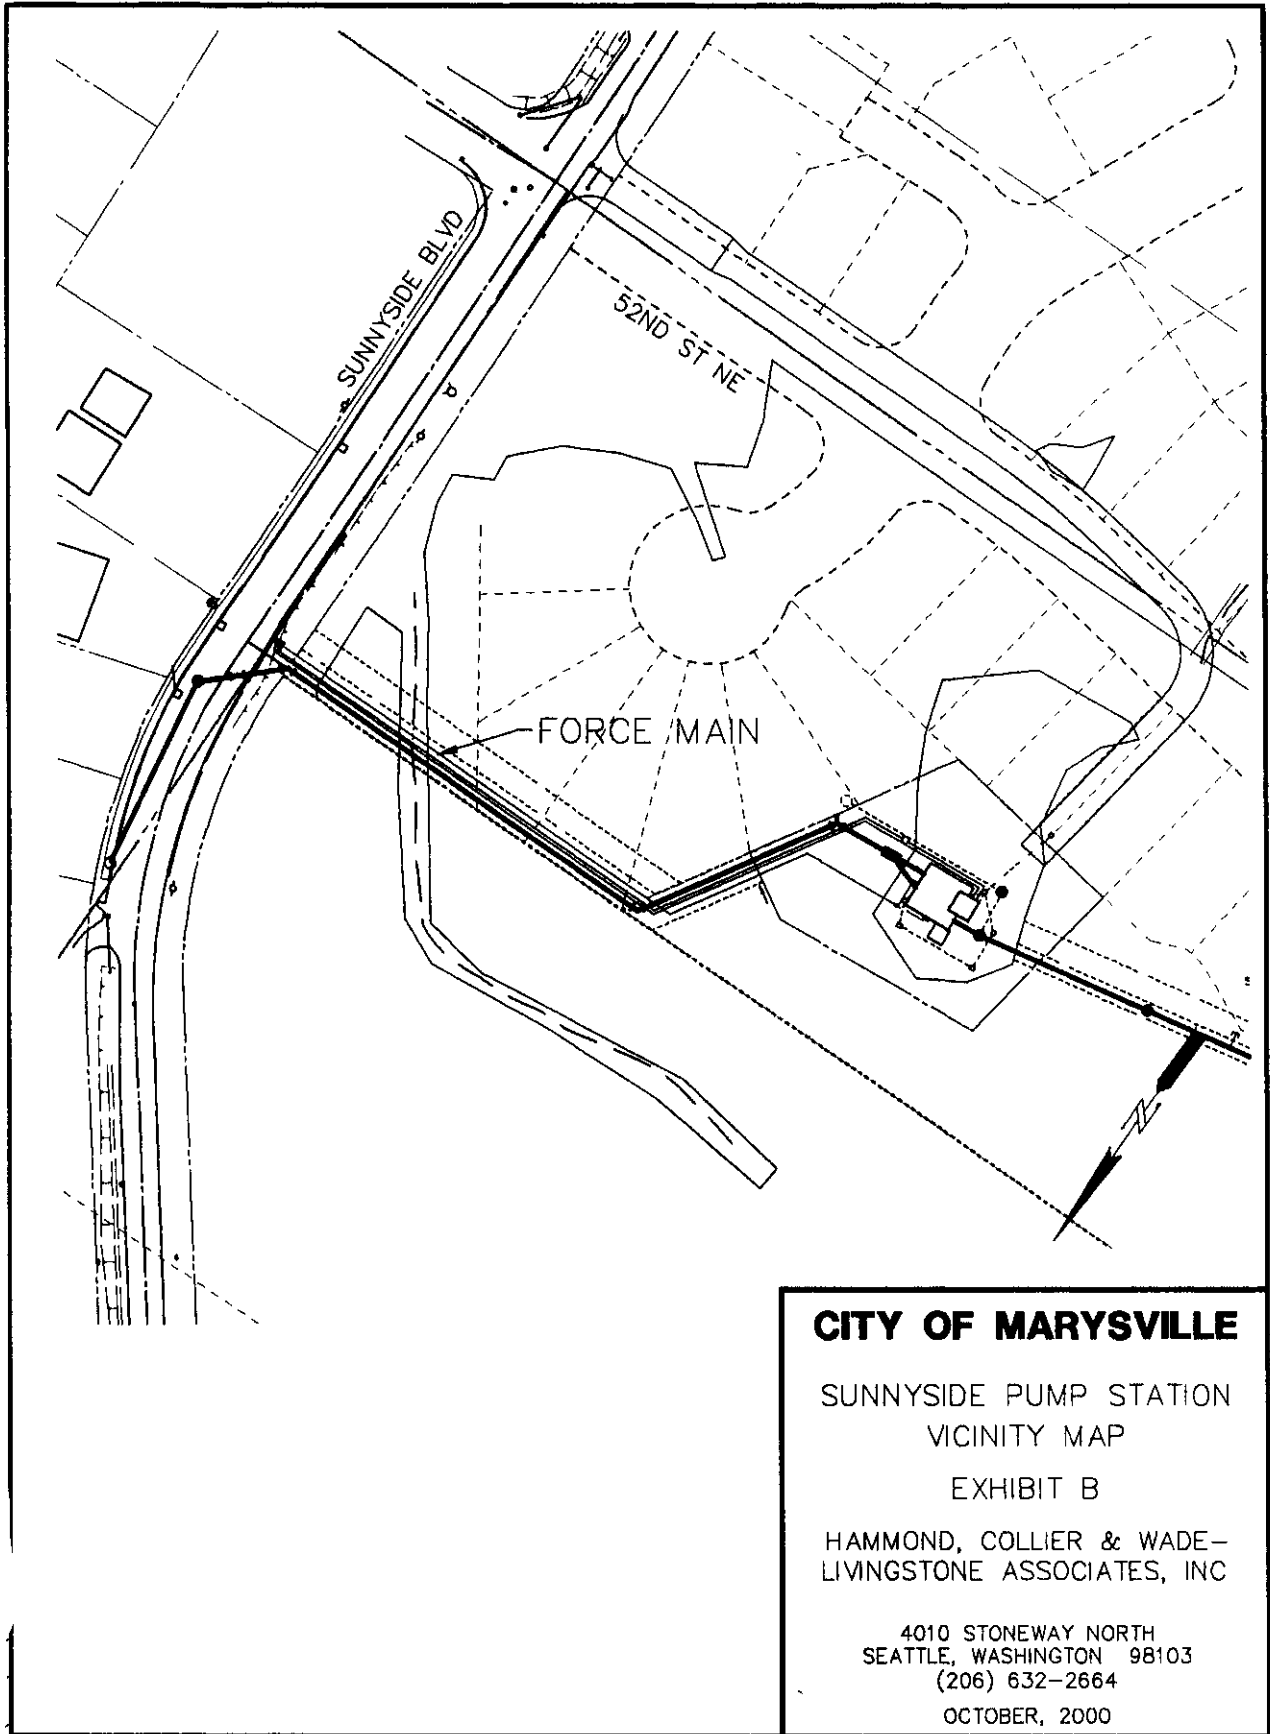 SUNNYSIDE BLVD
52ND ST NE
FORCE MAIN
N
CITY OF MARYSVILLE
SUNNYSIDE PUMP STATION
VICINITY MAP
EXHIBIT B
HAMMOND, COLLIER & WADE–
LIVINGSTONE ASSOCIATES, INC
4010 STONEWAY NORTH
SEATTLE, WASHINGTON 98103
(206) 632–2664
OCTOBER, 2000